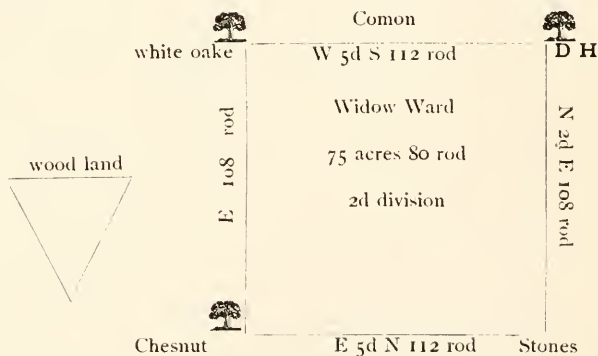 Comon
white oake W 5d S 112 rod D H
Widow Ward
wood land
75 acres 80 rod
2d division
E 108 rod
N 2d E 108 rod
Chesnut E 5d N 112 rod Stones